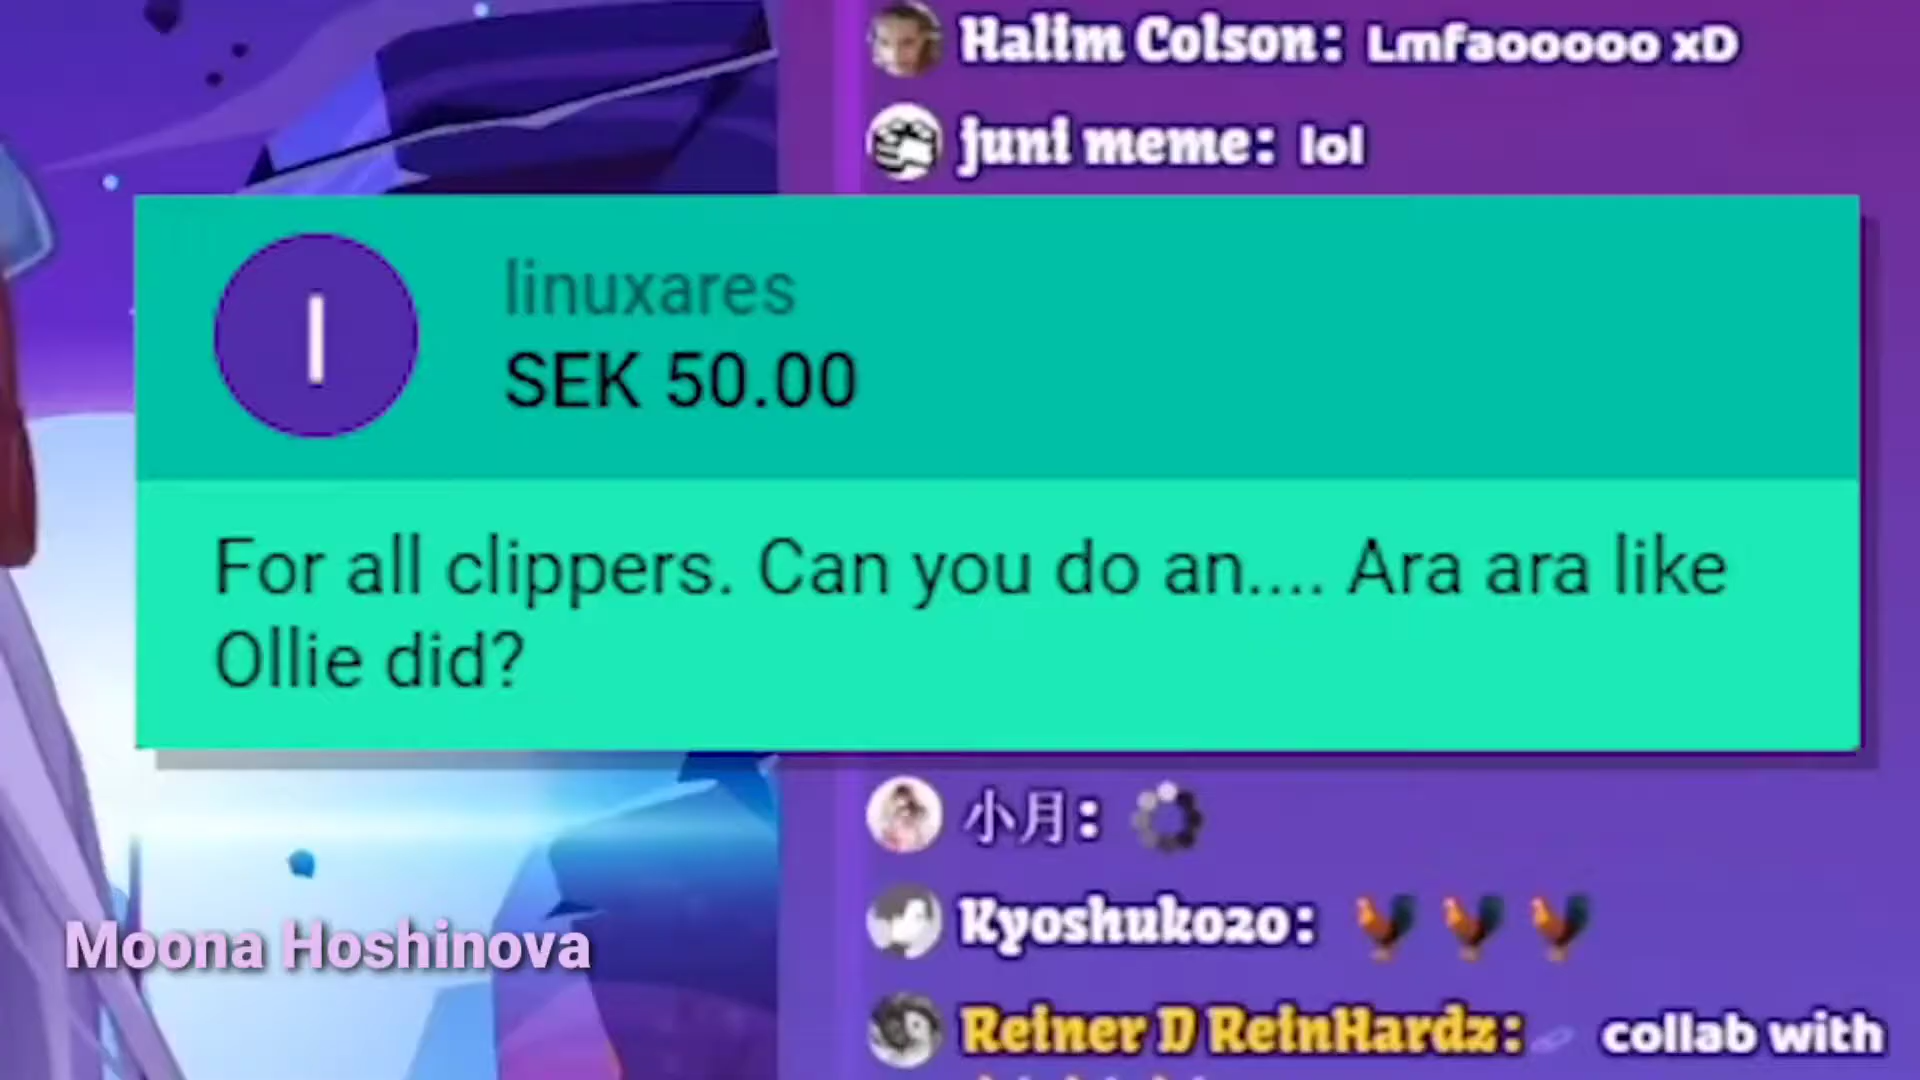 Halim Colson: Lmfaooooo xD
juni meme: lol
l
linuxares
SEK 50.00
For all clippers. Can you do an.... Ara ara like
Ollie did?
小月:
Kyoshuko20:
Moona Hoshinova
Reiner D ReinHardz: collab with